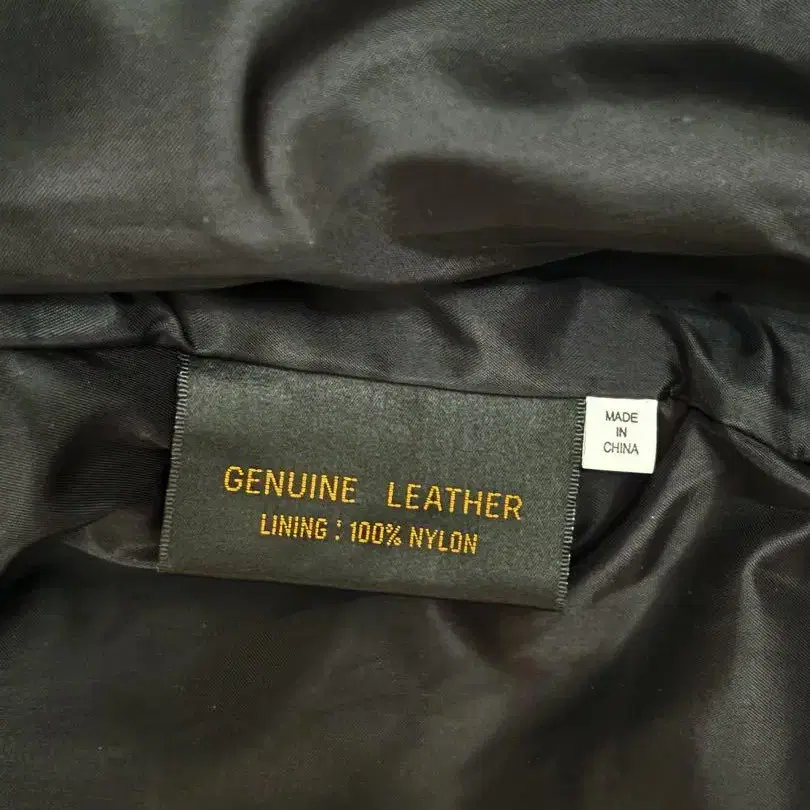 GENUINE LEATHER
LINING : 100% NYLON
MADE
IN
CHINA